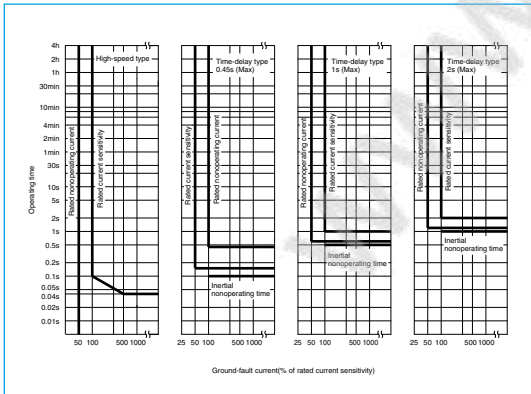 High-speed type
Time-delay type
0.45s (Max)
Time-delay type
1s (Max)
Time-delay type
2s (Max)
4h
2h
1h
30min
10min
4min
2min
1min
30s
10s
5s
2s
1s
0.5s
0.2s
0.1s
0.05s
0.04s
0.02s
0.01s
Operating time
Rated nonoperating current
Rated current sensitivity
Rated current sensitivity
Rated nonoperating current
Rated nonoperating current
Rated current sensitivity
Rated nonoperating current
Rated current sensitivity
Inertial
nonoperating time
Inertial
nonoperating time
Inertial
nonoperating time
50 100 500 1000
25 50 100 500 1000
25 50 100 500 1000
25 50 100 500 1000
Ground-fault current(% of rated current sensitivity)